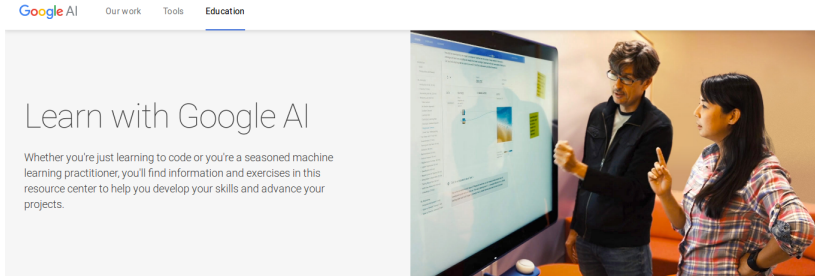 Google AI Our work Tools Education
Learn with Google AI
Whether you're just learning to code or you're a seasoned machine
learning practitioner, you'll find information and exercises in this
resource center to help you develop your skills and advance your
projects.